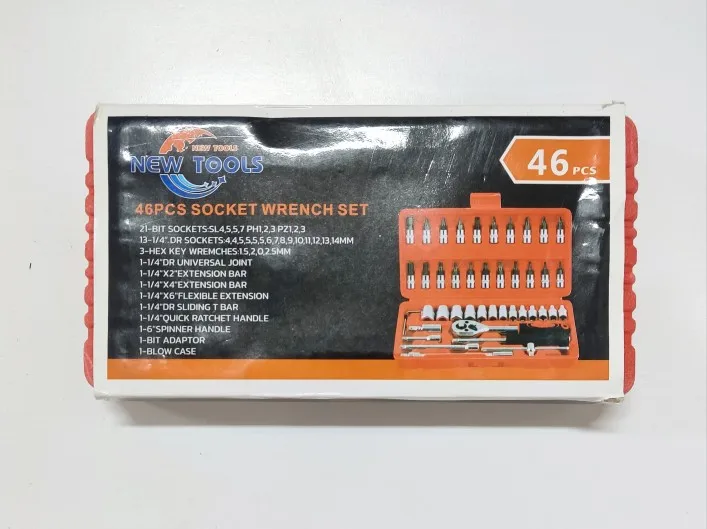 NEW TOOLS
NEW TOOLS
46 PCS
46PCS SOCKET WRENCH SET
21-BIT SOCKETS:SL4,5,5,7 PH1,2,3 PZ1,2,3
13-1/4".DR SOCKETS:4,4,5,5,5,5,6,7,8,9,10,11,12,13,14MM
3-HEX KEY WREMCHES:1.5,2,0,2.5MM
1-1/4"DR UNIVERSAL JOINT
1-1/4"X2"EXTENSION BAR
1-1/4"X4"EXTENSION BAR
1-1/4"X6"FLEXIBLE EXTENSION
1-1/4"DR SLIDING T BAR
1-1/4"QUICK RATCHET HANDLE
1-6"SPINNER HANDLE
1-BIT ADAPTOR
1-BLOW CASE